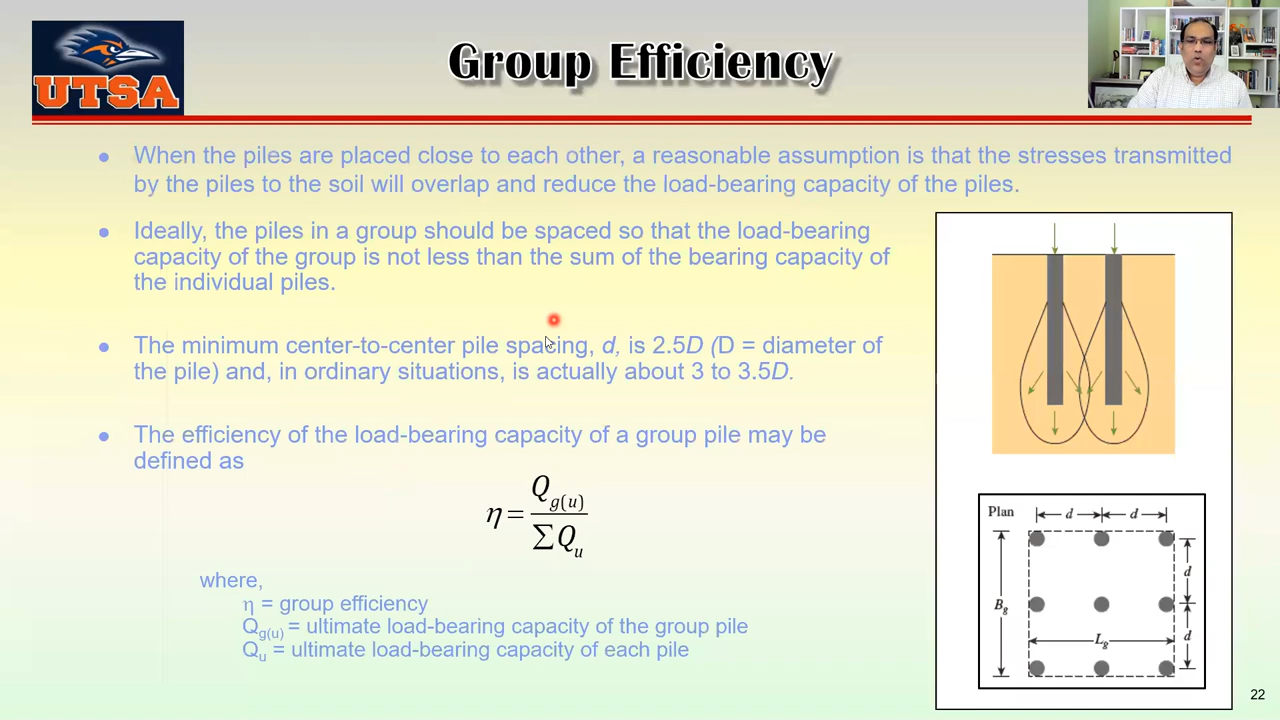 UTSA
Group Efficiency
● When the piles are placed close to each other, a reasonable assumption is that the stresses transmitted
by the piles to the soil will overlap and reduce the load-bearing capacity of the piles.
● Ideally, the piles in a group should be spaced so that the load-bearing
capacity of the group is not less than the sum of the bearing capacity of
the individual piles.
● The minimum center-to-center pile spacing, d, is 2.5D (D = diameter of
the pile) and, in ordinary situations, is actually about 3 to 3.5D.
● The efficiency of the load-bearing capacity of a group pile may be
defined as
η = Q_g(u) / ∑Q_u
where,
η = group efficiency
Q_g(u) = ultimate load-bearing capacity of the group pile
Q_u = ultimate load-bearing capacity of each pile
Plan
d d
d
B_g
L_g
d
22